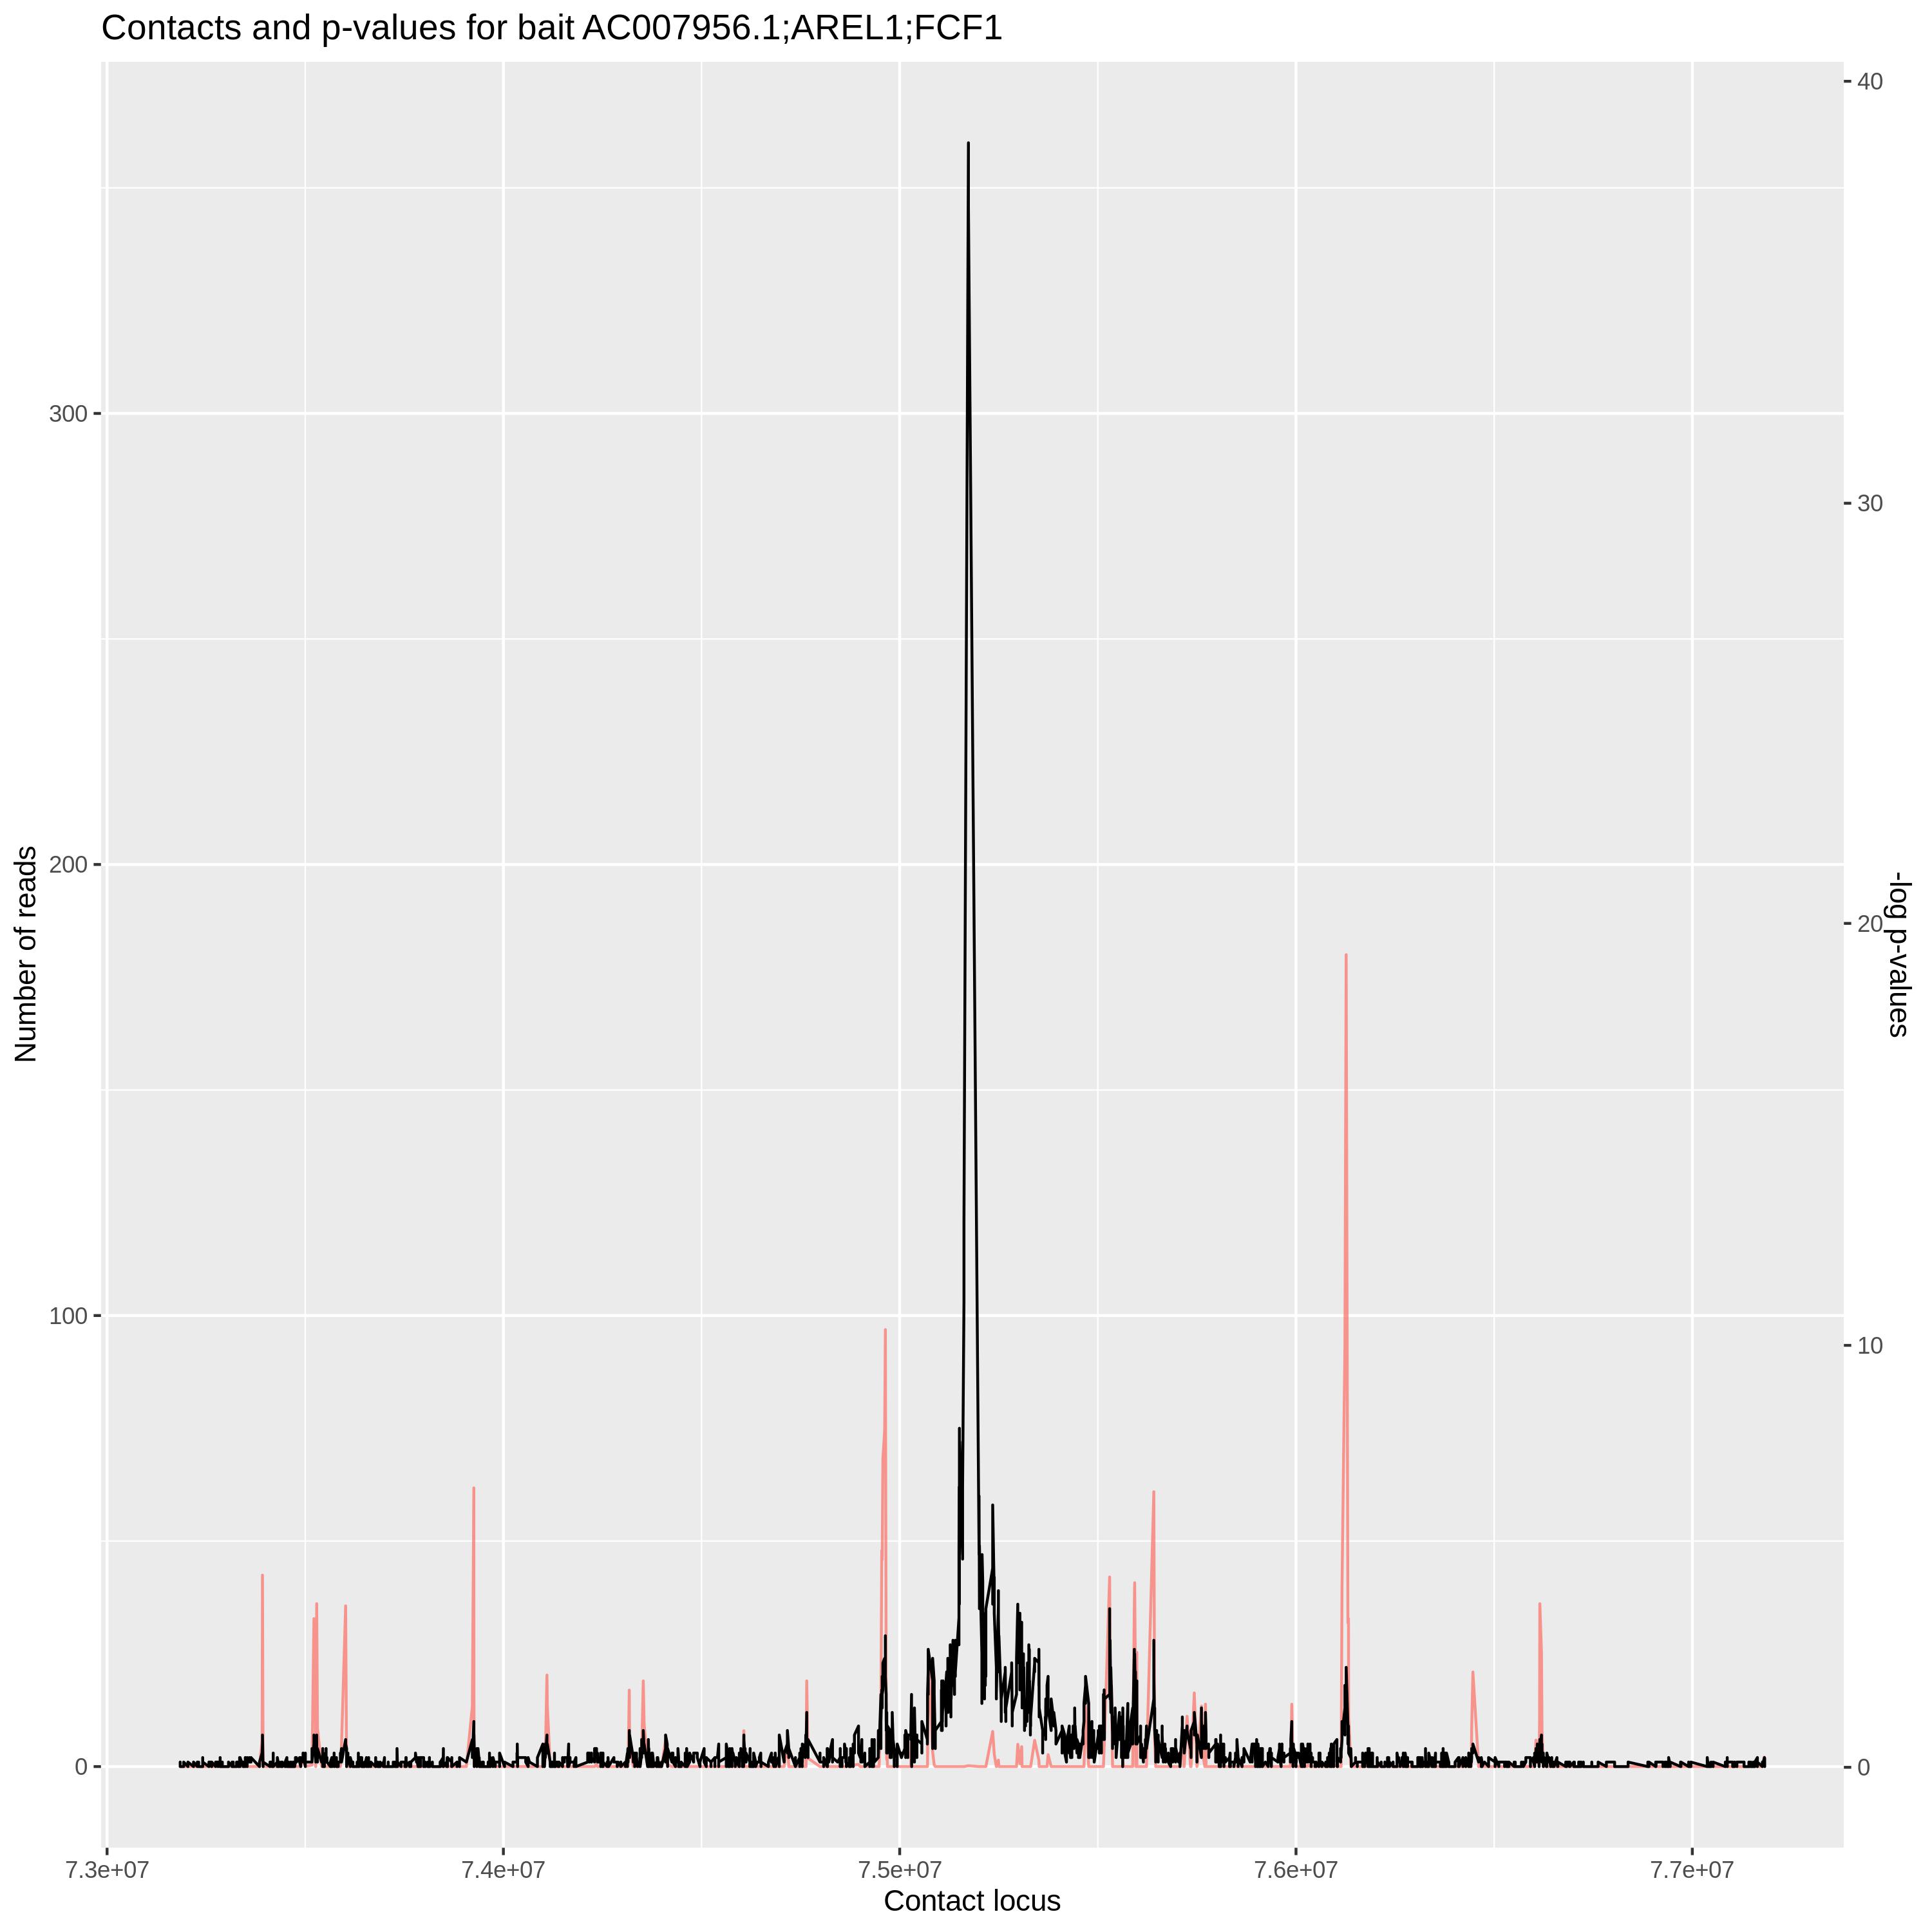 Contacts and p-values for bait AC007956.1;AREL1;FCF1
40
300
30
200
20
Number of reads
-log p-values
100
10
0
0
7.3e+07
7.4e+07
7.5e+07
7.6e+07
7.7e+07
Contact locus